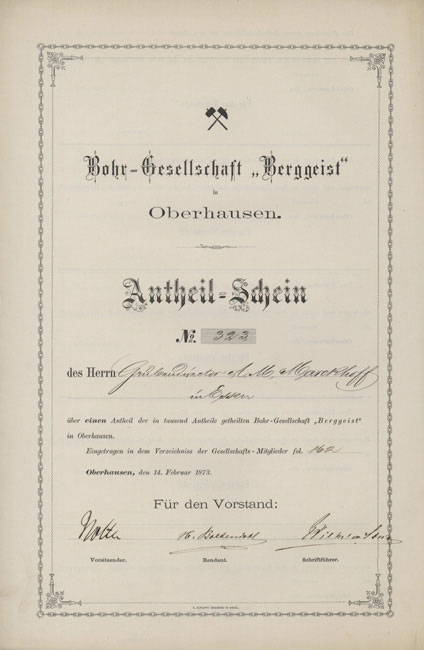 Bohr-Gesellschaft „Berggeist“
in
Oberhausen.
Antheil-Schein
No. 323
des Herrn Grubendirector A. M. Marckhoff
in Essen
über einen Antheil der in tausend Antheile getheilten Bohr-Gesellschaft „Berggeist“
in Oberhausen.
Eingetragen in dem Verzeichniss der Gesellschafts-Mitglieder fol. 162
Oberhausen, den 14. Februar 1873.
Für den Vorstand:
Vorsitzender. Rendant. Schriftführer.